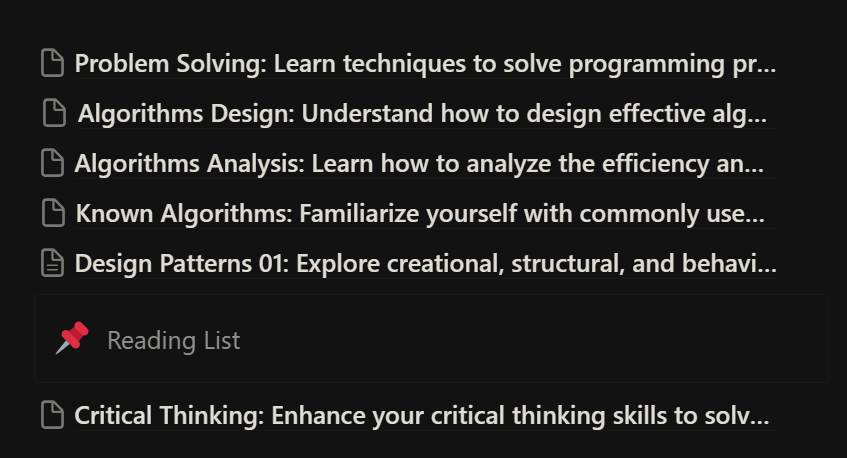 Problem Solving: Learn techniques to solve programming pr...
Algorithms Design: Understand how to design effective alg...
Algorithms Analysis: Learn how to analyze the efficiency an...
Known Algorithms: Familiarize yourself with commonly use...
Design Patterns 01: Explore creational, structural, and behavi...
Reading List
Critical Thinking: Enhance your critical thinking skills to solv...